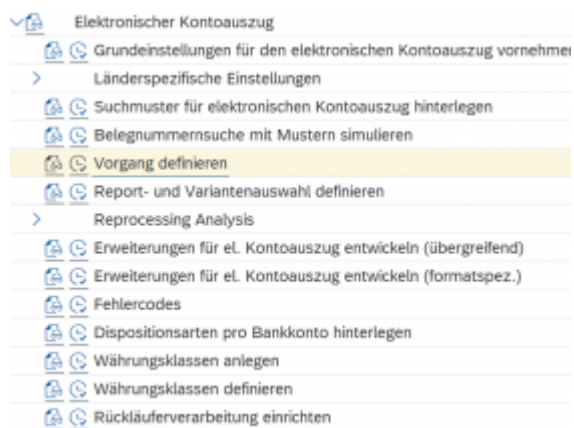 Elektronischer Kontoauszug
Grundeinstellungen für den elektronischen Kontoauszug vornehmen
Länderspezifische Einstellungen
Suchmuster für elektronischen Kontoauszug hinterlegen
Belegnummernsuche mit Mustern simulieren
Vorgang definieren
Report- und Variantenauswahl definieren
Reprocessing Analysis
Erweiterungen für el. Kontoauszug entwickeln (übergreifend)
Erweiterungen für el. Kontoauszug entwickeln (formatspez.)
Fehlercodes
Dispositionsarten pro Bankkonto hinterlegen
Währungsklassen anlegen
Währungsklassen definieren
Rückläuferverarbeitung einrichten